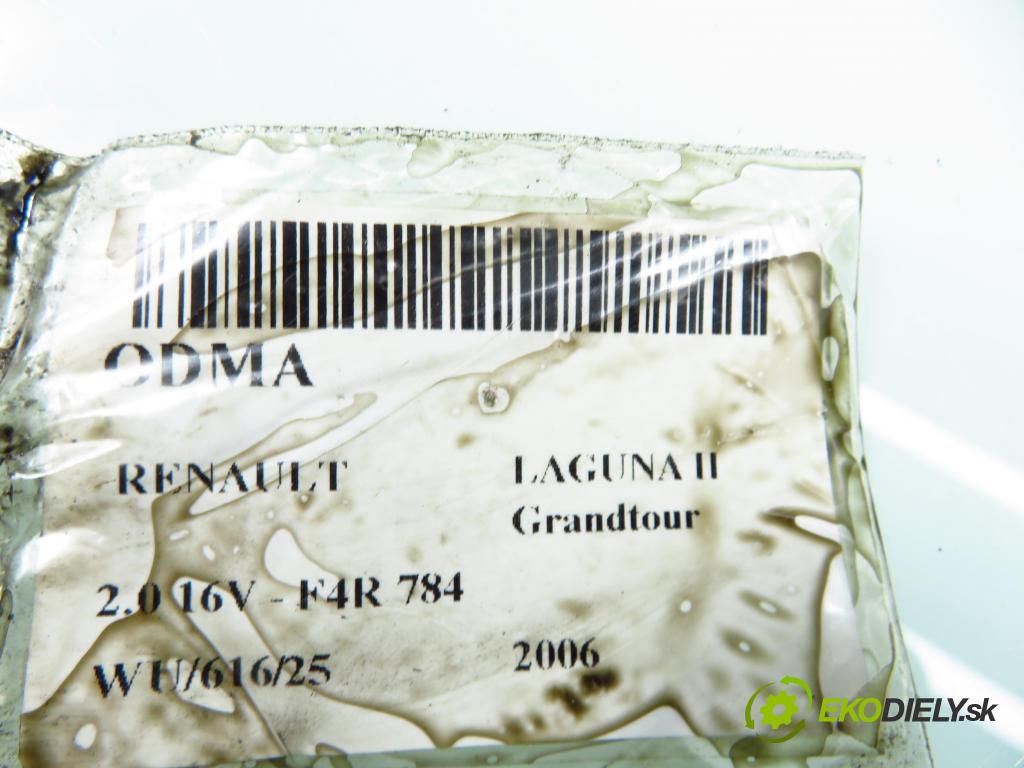 ODMA
RENAULT LAGUNA II
Grandtour
2.0 16V - F4R 784
WU/616/25 2006
EKODIELY.sk